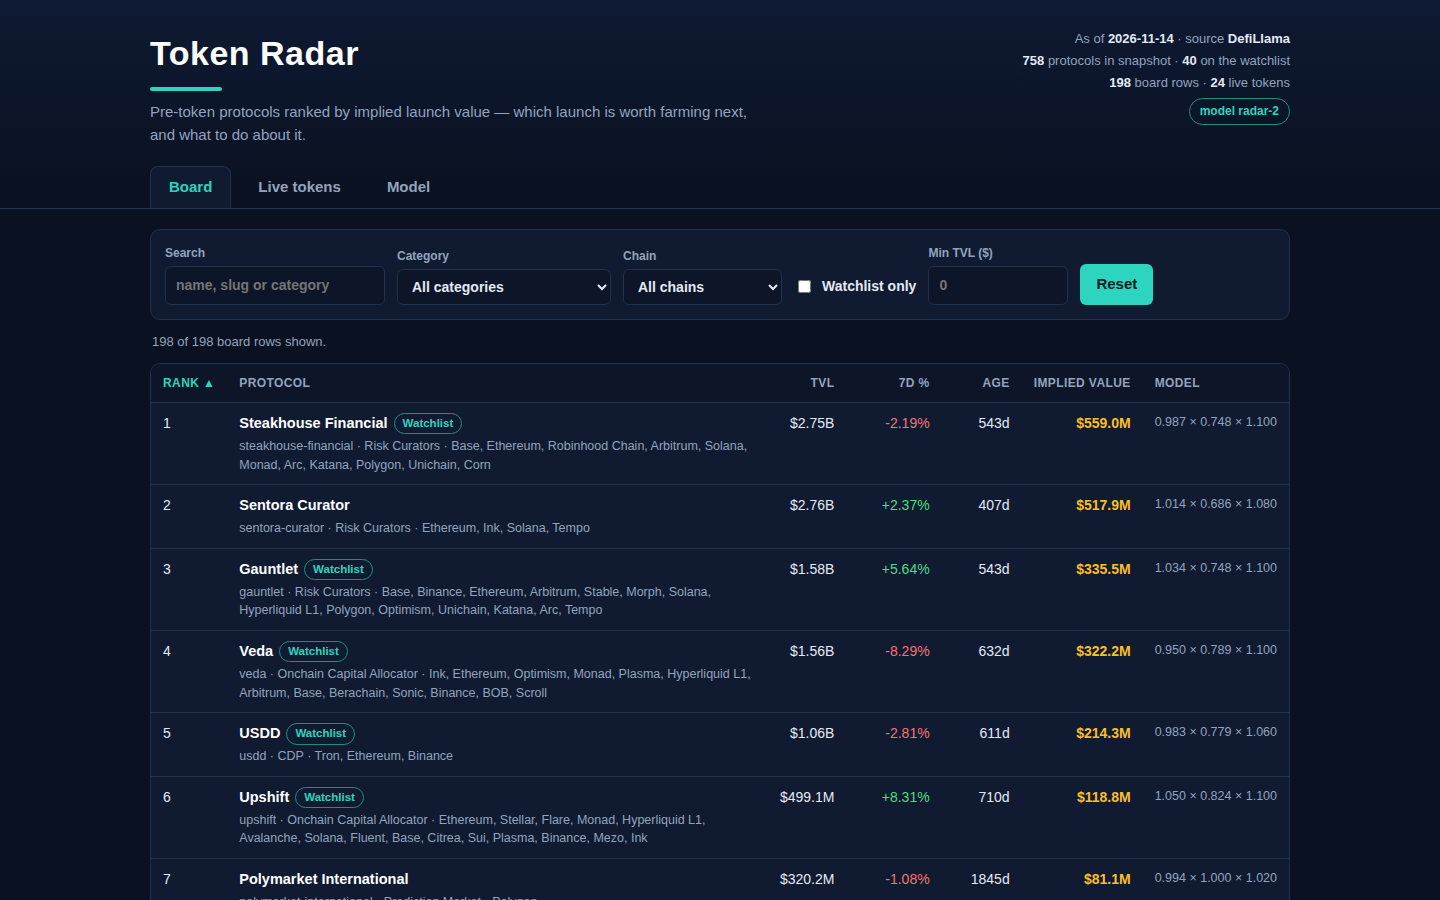 Token Radar
As of 2026-11-14 · source DefiLlama
758 protocols in snapshot · 40 on the watchlist
198 board rows · 24 live tokens
model radar-2
Pre-token protocols ranked by implied launch value — which launch is worth farming next,
and what to do about it.
Board Live tokens Model
Search Category Chain Min TVL ($)
name, slug or category All categories All chains Watchlist only 0 Reset
198 of 198 board rows shown.
RANK ▲ PROTOCOL TVL 7D % AGE IMPLIED VALUE MODEL
1 Steakhouse Financial Watchlist $2.75B -2.19% 543d $559.0M 0.987 × 0.748 × 1.100
steakhouse-financial · Risk Curators · Base, Ethereum, Robinhood Chain, Arbitrum, Solana,
Monad, Arc, Katana, Polygon, Unichain, Corn
2 Sentora Curator $2.76B +2.37% 407d $517.9M 1.014 × 0.686 × 1.080
sentora-curator · Risk Curators · Ethereum, Ink, Solana, Tempo
3 Gauntlet Watchlist $1.58B +5.64% 543d $335.5M 1.034 × 0.748 × 1.100
gauntlet · Risk Curators · Base, Binance, Ethereum, Arbitrum, Stable, Morph, Solana,
Hyperliquid L1, Polygon, Optimism, Unichain, Katana, Arc, Tempo
4 Veda Watchlist $1.56B -8.29% 632d $322.2M 0.950 × 0.789 × 1.100
veda · Onchain Capital Allocator · Ink, Ethereum, Optimism, Monad, Plasma, Hyperliquid L1,
Arbitrum, Base, Berachain, Sonic, Binance, BOB, Scroll
5 USDD Watchlist $1.06B -2.81% 611d $214.3M 0.983 × 0.779 × 1.060
usdd · CDP · Tron, Ethereum, Binance
6 Upshift Watchlist $499.1M +8.31% 710d $118.8M 1.050 × 0.824 × 1.100
upshift · Onchain Capital Allocator · Ethereum, Stellar, Flare, Monad, Hyperliquid L1,
Avalanche, Solana, Fluent, Base, Citrea, Sui, Plasma, Binance, Mezo, Ink
7 Polymarket International $320.2M -1.08% 1845d $81.1M 0.994 × 1.000 × 1.020
polymarket-international · Prediction Market · Polygon